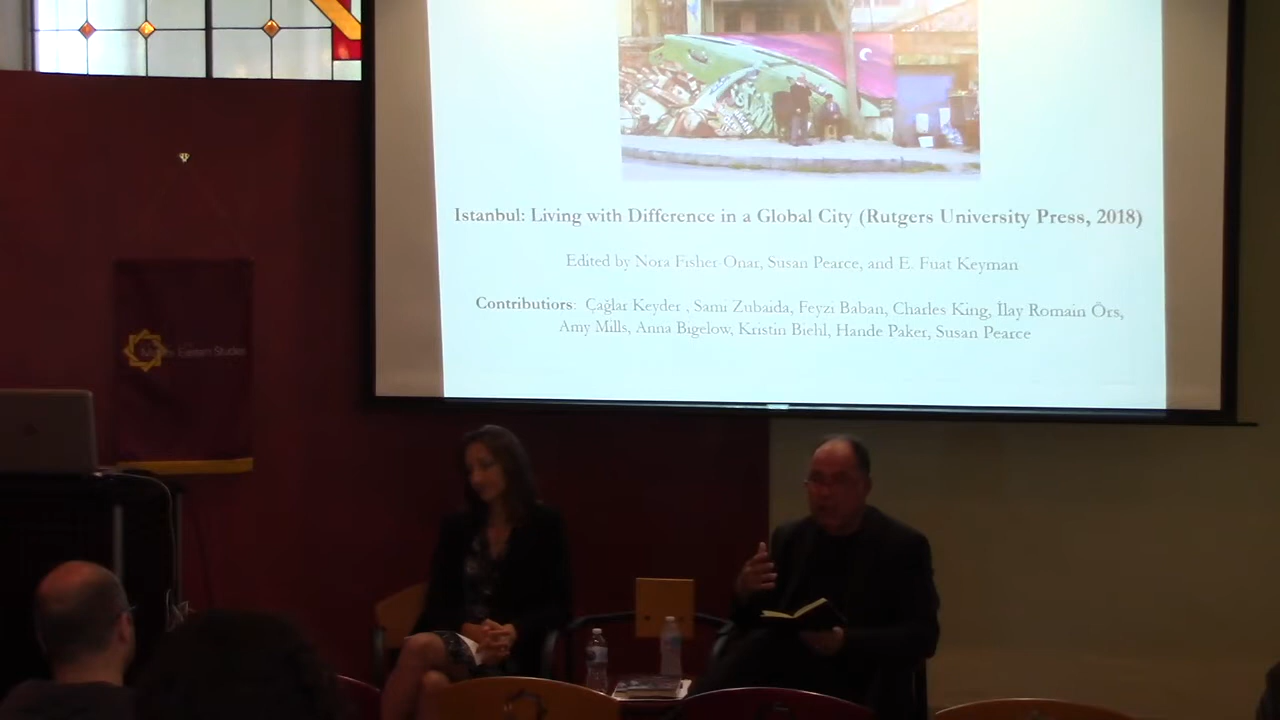 Istanbul: Living with Difference in a Global City (Rutgers University Press, 2018)
Edited by Nora Fisher-Onar, Susan Pearce, and E. Fuat Keyman
Contributiors: Çağlar Keyder , Sami Zubaida, Feyzi Baban, Charles King, İlay Romain Örs,
Amy Mills, Anna Bigelow, Kristin Biehl, Hande Paker, Susan Pearce
Eastern Studies